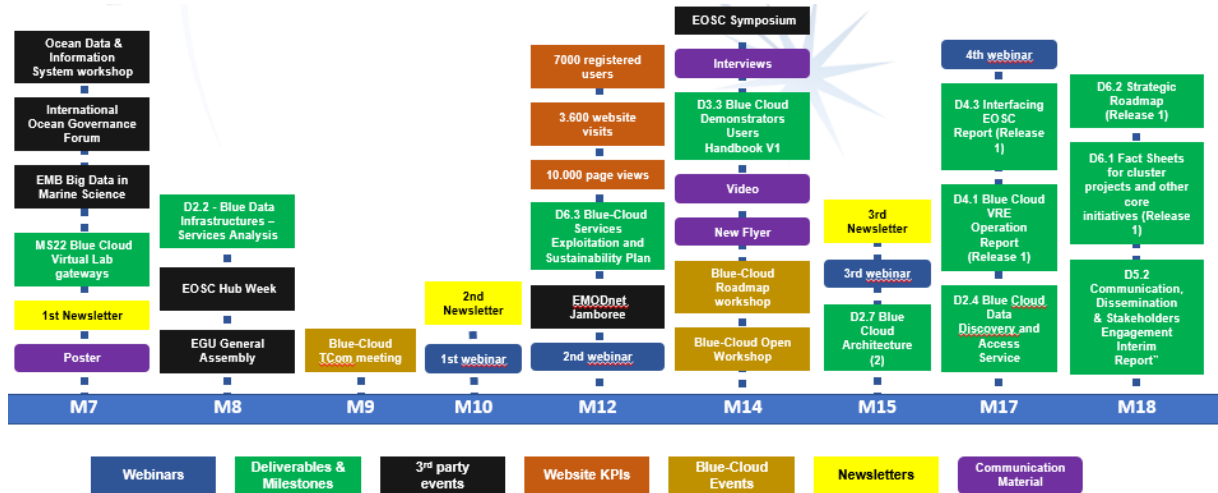 Ocean Data &
Information
System workshop
International
Ocean Governance
Forum
EMB Big Data in
Marine Science
MS22 Blue Cloud
Virtual Lab
gateways
1st Newsletter
Poster
D2.2 - Blue Data
Infrastructures –
Services Analysis
EOSC Hub Week
EGU General
Assembly
Blue-Cloud
TCom meeting
2nd
Newsletter
1st webinar
7000 registered
users
3.600 website
visits
10.000 page views
D6.3 Blue-Cloud
Services
Exploitation and
Sustainability Plan
EMODnet
Jamboree
2nd webinar
EOSC Symposium
Interviews
D3.3 Blue Cloud
Demonstrators
Users
Handbook V1
Video
New Flyer
Blue-Cloud
Roadmap
workshop
Blue-Cloud Open
Workshop
3rd
Newsletter
3rd webinar
D2.7 Blue
Cloud
Architecture
(2)
4th webinar
D4.3 Interfacing
EOSC
Report (Release
1)
D4.1 Blue Cloud
VRE
Operation
Report
(Release 1)
D2.4 Blue Cloud
Data
Discovery and
Access
Service
D6.2 Strategic
Roadmap
(Release 1)
D6.1 Fact Sheets
for cluster
projects and other
core
initiatives (Release
1)
D5.2
Communication,
Dissemination
& Stakeholders
Engagement
Interim
Report"
M7 M8 M9 M10 M12 M14 M15 M17 M18
Webinars
Deliverables &
Milestones
3rd party
events
Website KPIs
Blue-Cloud
Events
Newsletters
Communication
Material